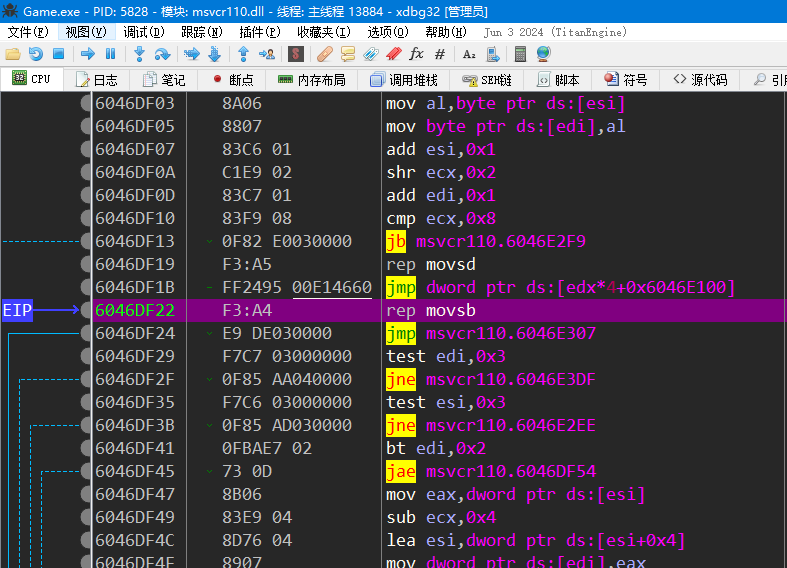 Game.exe - PID: 5828 - 模块: msvcr110.dll - 线程: 主线程 13884 - xdbg32 [管理员]
文件(F) 视图(V) 调试(D) 跟踪(N) 插件(P) 收藏夹(I) 选项(O) 帮助(H) Jun 3 2024 (TitanEngine)
CPU 日志 笔记 断点 内存布局 调用堆栈 SEH链 脚本 符号 源代码 引
6046DF03 8A06 mov al,byte ptr ds:[esi]
6046DF05 8807 mov byte ptr ds:[edi],al
6046DF07 83C6 01 add esi,0x1
6046DF0A C1E9 02 shr ecx,0x2
6046DF0D 83C7 01 add edi,0x1
6046DF10 83F9 08 cmp ecx,0x8
6046DF13 0F82 E0030000 jb msvcr110.6046E2F9
6046DF19 F3:A5 rep movsd
6046DF1B FF2495 00E14660 jmp dword ptr ds:[edx*4+0x6046E100]
EIP 6046DF22 F3:A4 rep movsb
6046DF24 E9 DE030000 jmp msvcr110.6046E307
6046DF29 F7C7 03000000 test edi,0x3
6046DF2F 0F85 AA040000 jne msvcr110.6046E3DF
6046DF35 F7C6 03000000 test esi,0x3
6046DF3B 0F85 AD030000 jne msvcr110.6046E2EE
6046DF41 0FBAE7 02 bt edi,0x2
6046DF45 73 0D jae msvcr110.6046DF54
6046DF47 8B06 mov eax,dword ptr ds:[esi]
6046DF49 83E9 04 sub ecx,0x4
6046DF4C 8D76 04 lea esi,dword ptr ds:[esi+0x4]
6046DF4F 8907 mov dword ptr ds:[edi],eax